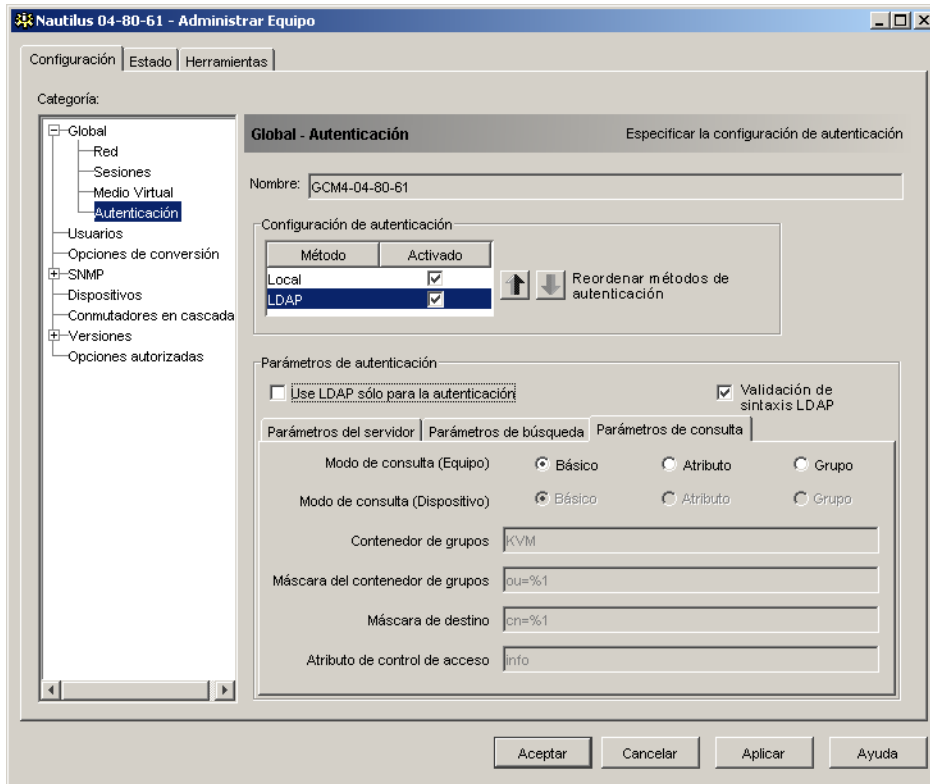 Nautilus 04-80-61 - Administrar Equipo
Configuración
Estado
Herramientas
Categoría:
Global
Red
Sesiones
Medio Virtual
Autenticación
Usuarios
Opciones de conversión
SNMP
Dispositivos
Conmutadores en cascada
Versiones
Opciones autorizadas
Global - Autenticación
Especificar la configuración de autenticación
Nombre:
GCM4-04-80-61
Configuración de autenticación
Método
Activado
Local
LDAP
Reordenar métodos de
autenticación
Parámetros de autenticación
Use LDAP sólo para la autenticación
Validación de
sintaxis LDAP
Parámetros del servidor
Parámetros de búsqueda
Parámetros de consulta
Modo de consulta (Equipo)
Básico
Atributo
Grupo
Modo de consulta (Dispositivo)
Básico
Atributo
Grupo
Contenedor de grupos
KVM
Máscara del contenedor de grupos
ou=%1
Máscara de destino
cn=%1
Atributo de control de acceso
info
Aceptar
Cancelar
Aplicar
Ayuda